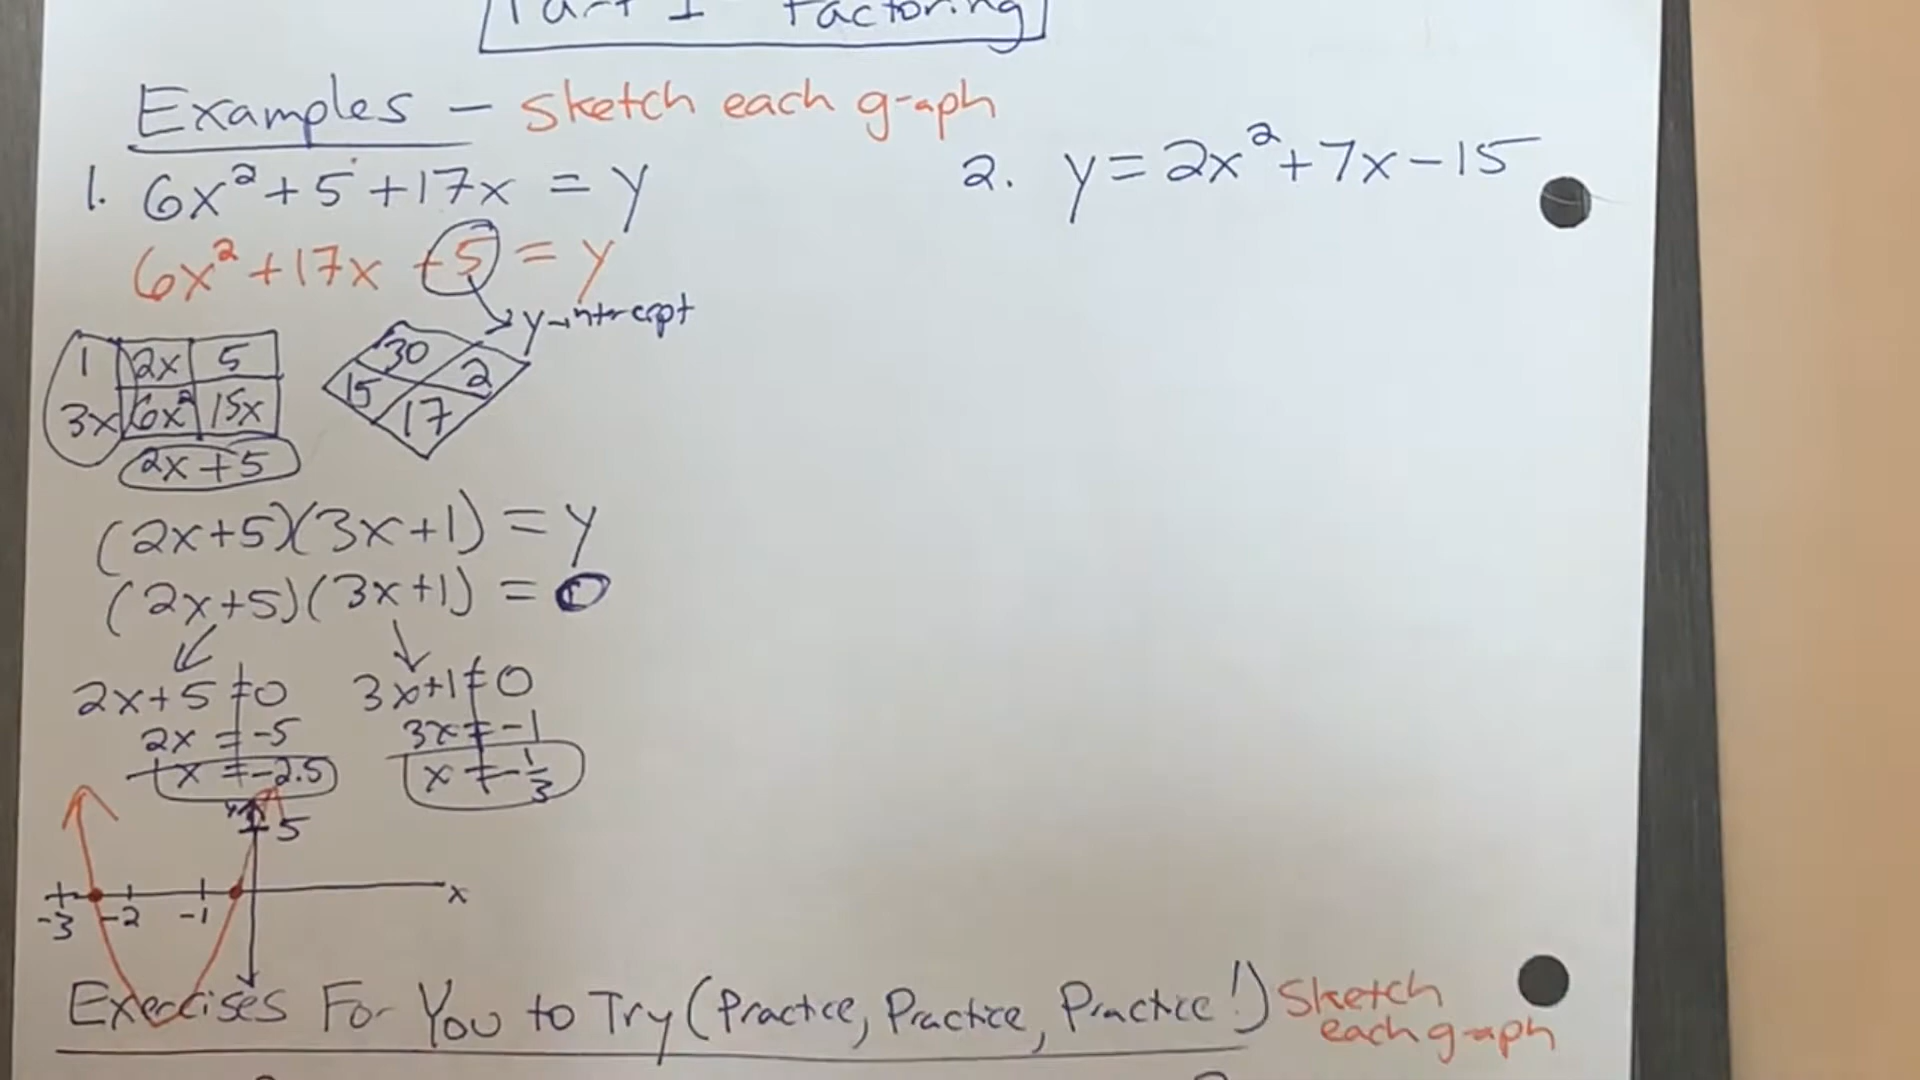 Part I Factoring
Examples – Sketch each graph
1. 6x² + 5 + 17x = y
6x² + 17x + 5 = y
y-intercept
1 2x 5
3x 6x² 15x
2x + 5
30
15 2
17
(2x+5)(3x+1) = y
(2x+5)(3x+1) = 0
2x+5 = 0
2x = -5
x = -2.5
3x+1 = 0
3x = -1
x = -1/3
y
5
-3 -2 -1 x
2. y = 2x² + 7x - 15
Exercises For You to Try (Practice, Practice, Practice!) Sketch
each graph